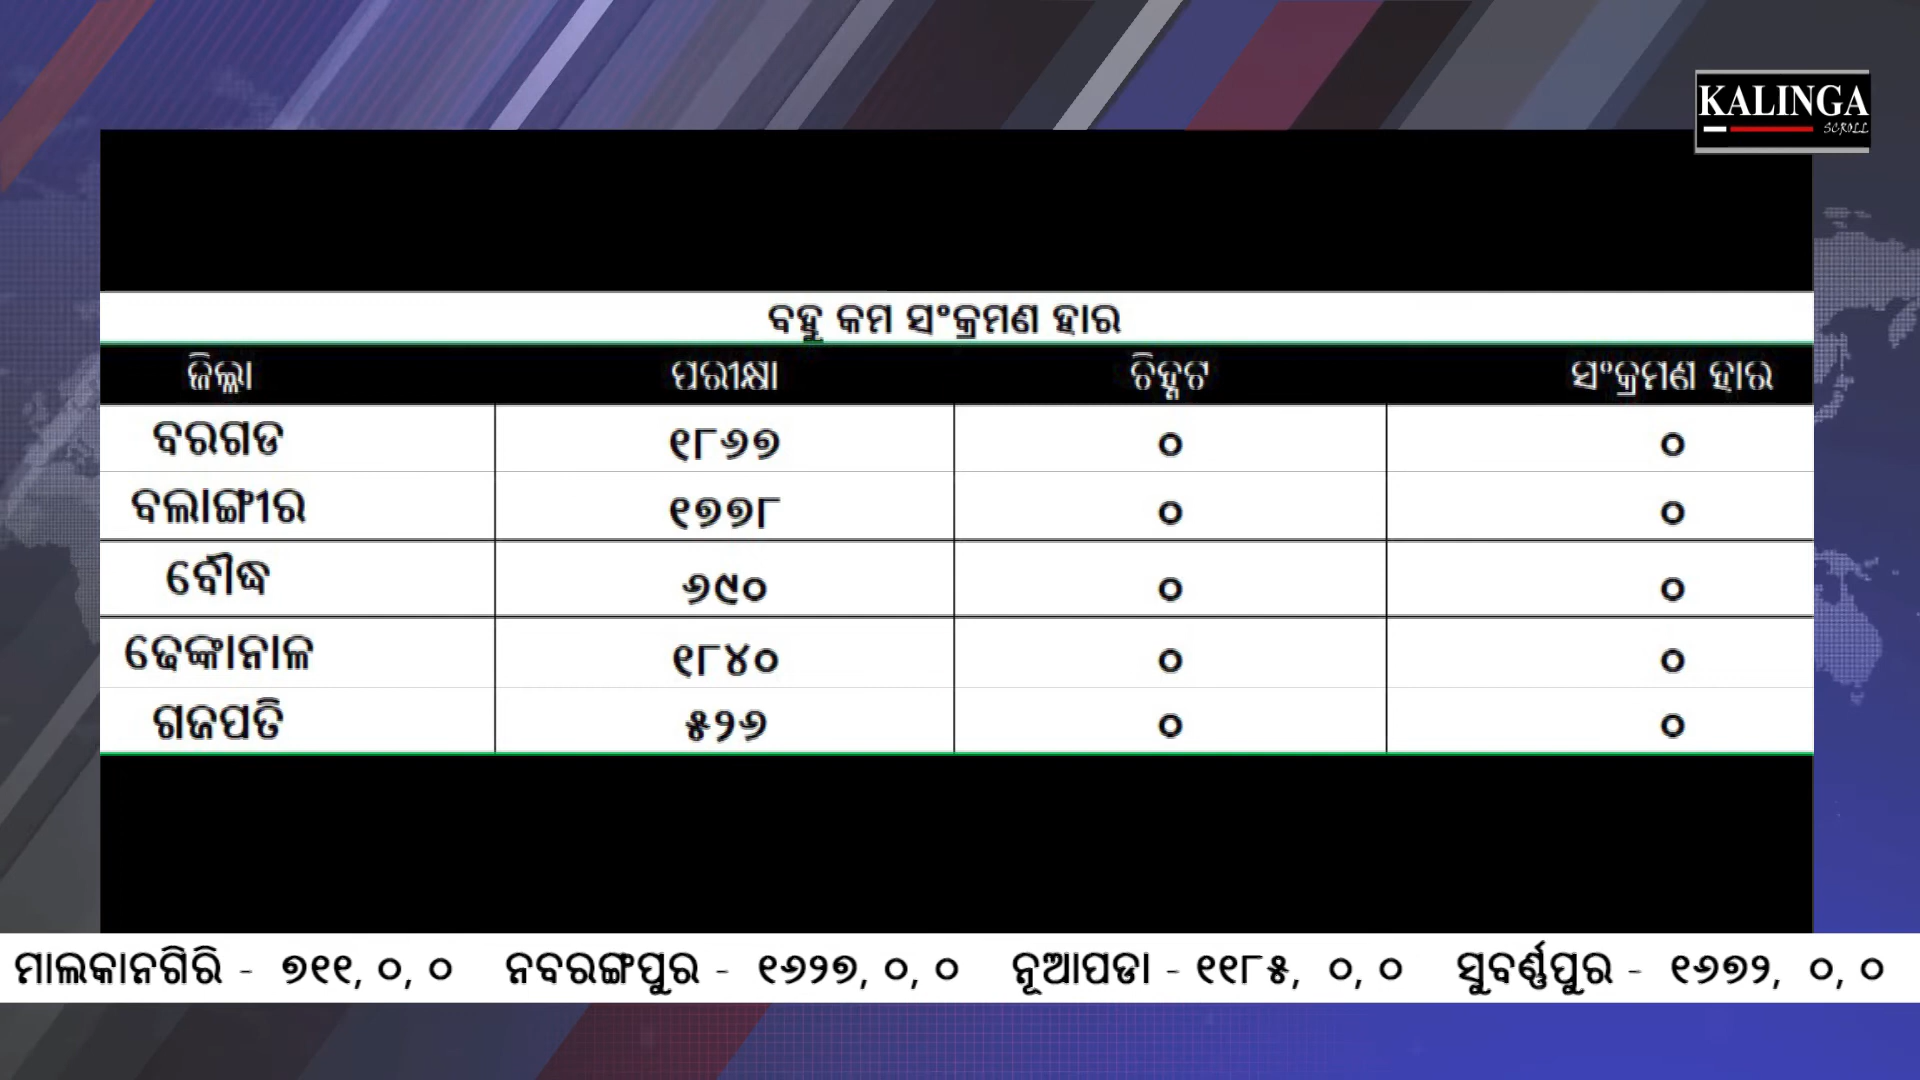 KALINGA
SCROLL
ବହୁ କମ ସଂକ୍ରମଣ ହାର
ଜିଲ୍ଲା ପରୀକ୍ଷା ଚିହ୍ନଟ ସଂକ୍ରମଣ ହାର
ବରଗଡ ୧୮୬୭ ୦ ୦
ବଲାଙ୍ଗୀର ୧୭୭୮ ୦ ୦
ବୌଦ୍ଧ ୬୯୦ ୦ ୦
ଢେଙ୍କାନାଳ ୧୮୪୦ ୦ ୦
ଗଜପତି ୫୨୬ ୦ ୦
ମାଲକାନଗିରି - ୭୧୧, ୦, ୦ ନବରଙ୍ଗପୁର - ୧୬୨୭, ୦, ୦ ନୂଆପଡା - ୧୧୮୫, ୦, ୦ ସୁବର୍ଣ୍ଣପୁର - ୧୬୭୨, ୦, ୦